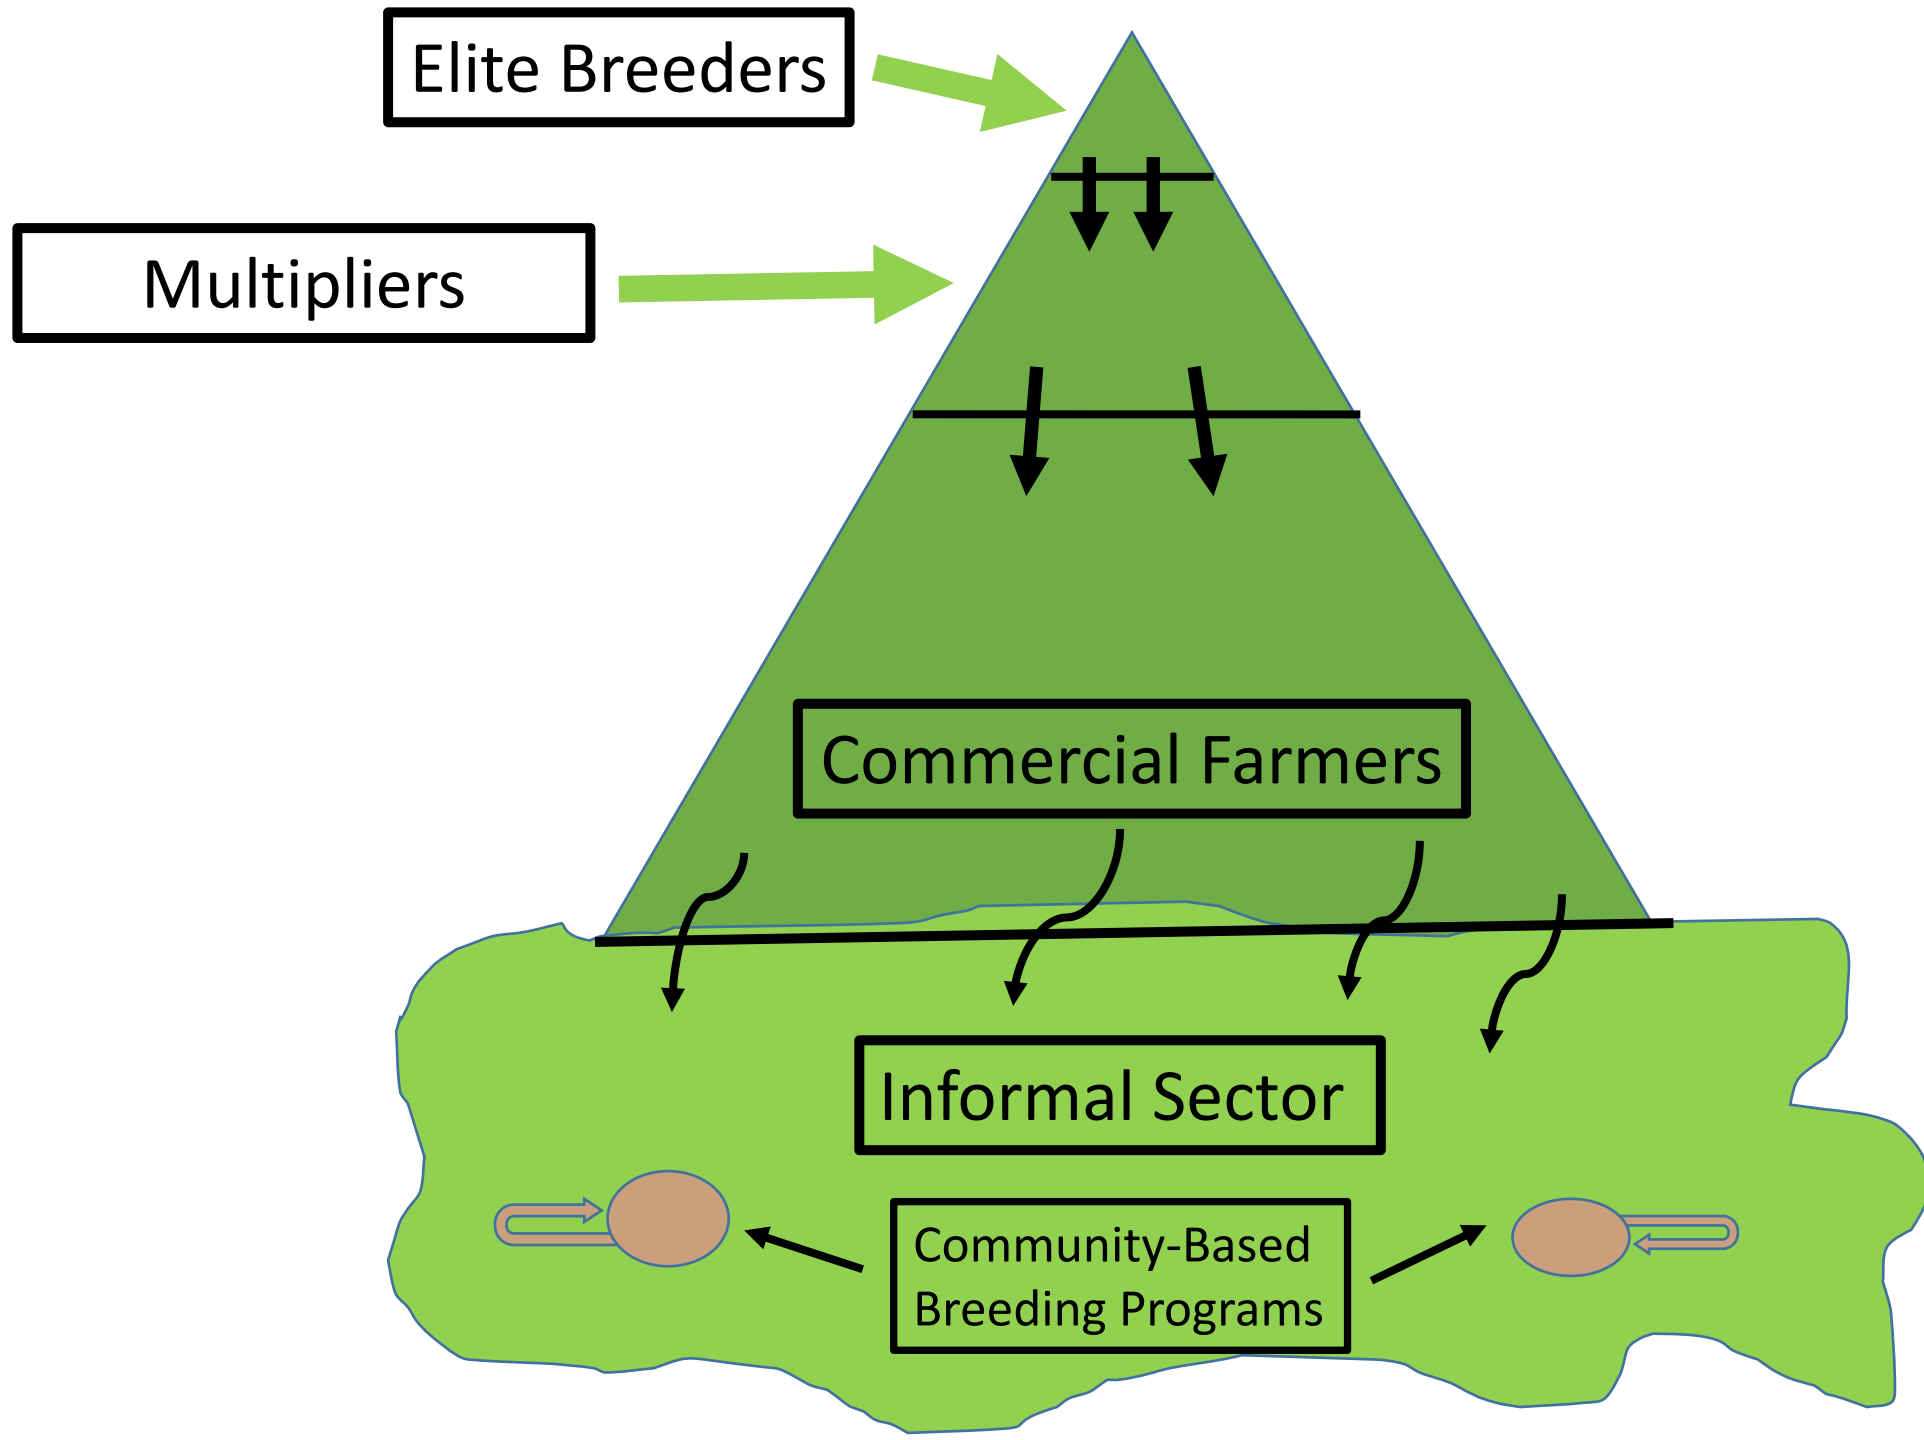 Elite Breeders
Multipliers
Commercial Farmers
Informal Sector
Community-Based
Breeding Programs